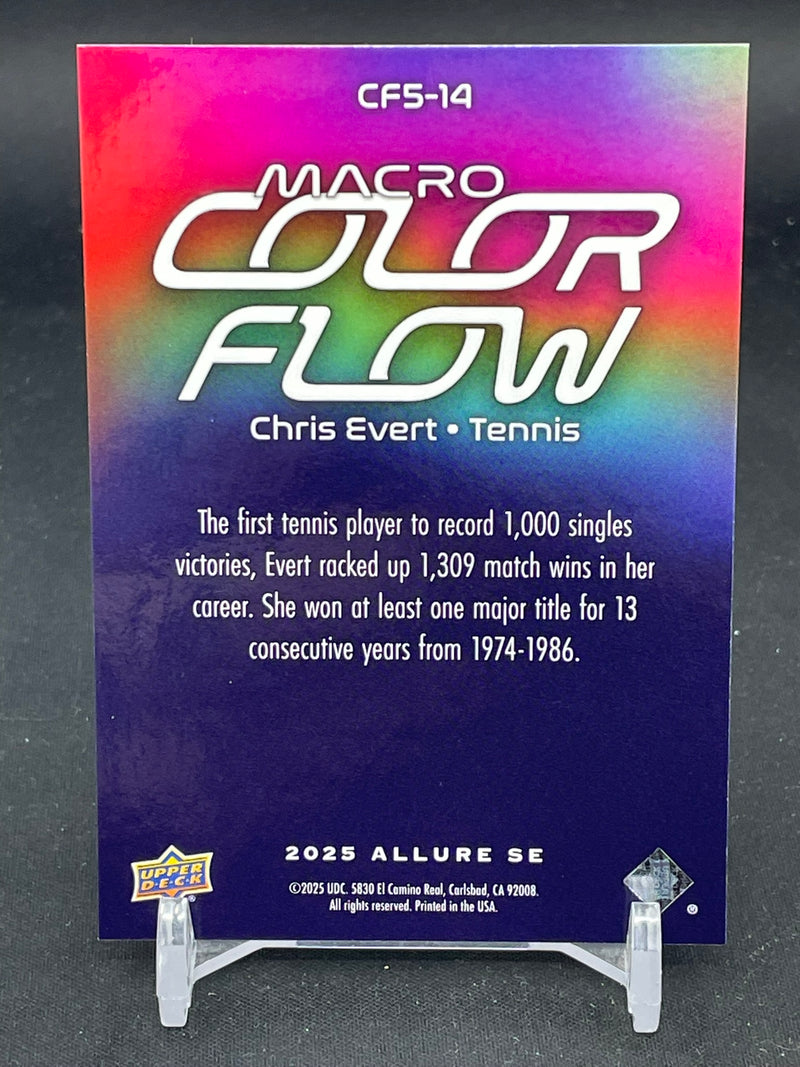 CF5-14
MACRO
COLOR
FLOW
Chris Evert • Tennis
The first tennis player to record 1,000 singles
victories, Evert racked up 1,309 match wins in her
career. She won at least one major title for 13
consecutive years from 1974-1986.
2025 ALLURE SE
UPPER
D·E·C·K
®
©2025 UDC. 5830 El Camino Real, Carlsbad, CA 92008.
All rights reserved. Printed in the USA.